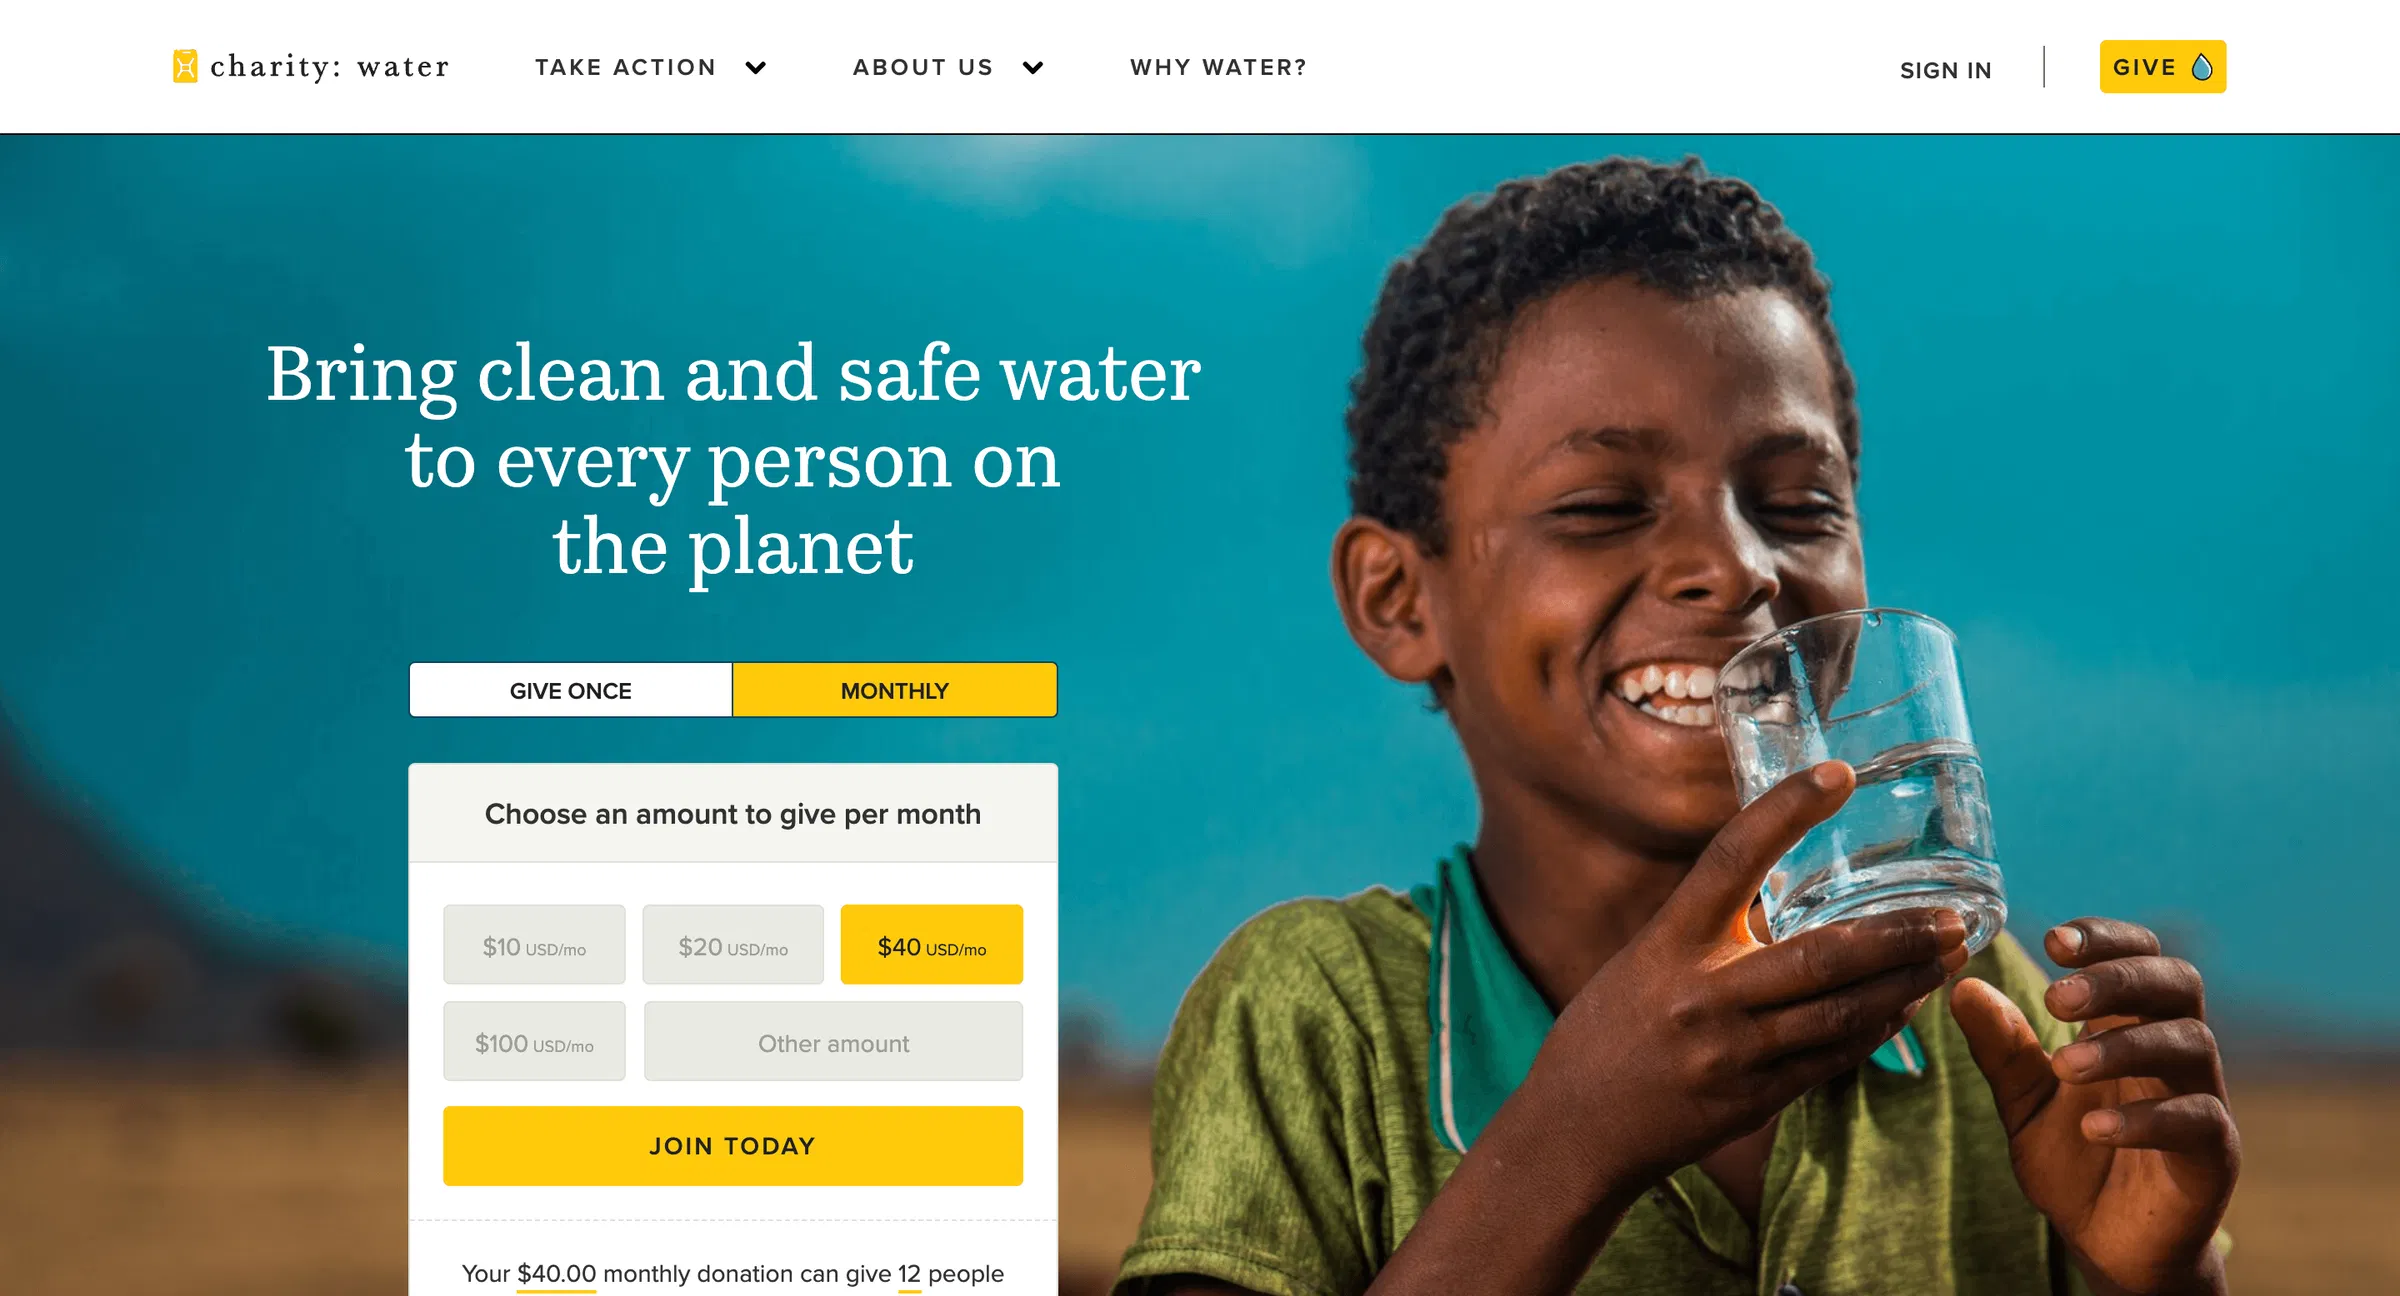 charity: water
TAKE ACTION
ABOUT US
WHY WATER?
SIGN IN
GIVE
Bring clean and safe water
to every person on
the planet
GIVE ONCE
MONTHLY
Choose an amount to give per month
$10 USD/mo
$20 USD/mo
$40 USD/mo
$100 USD/mo
Other amount
JOIN TODAY
Your $40.00 monthly donation can give 12 people